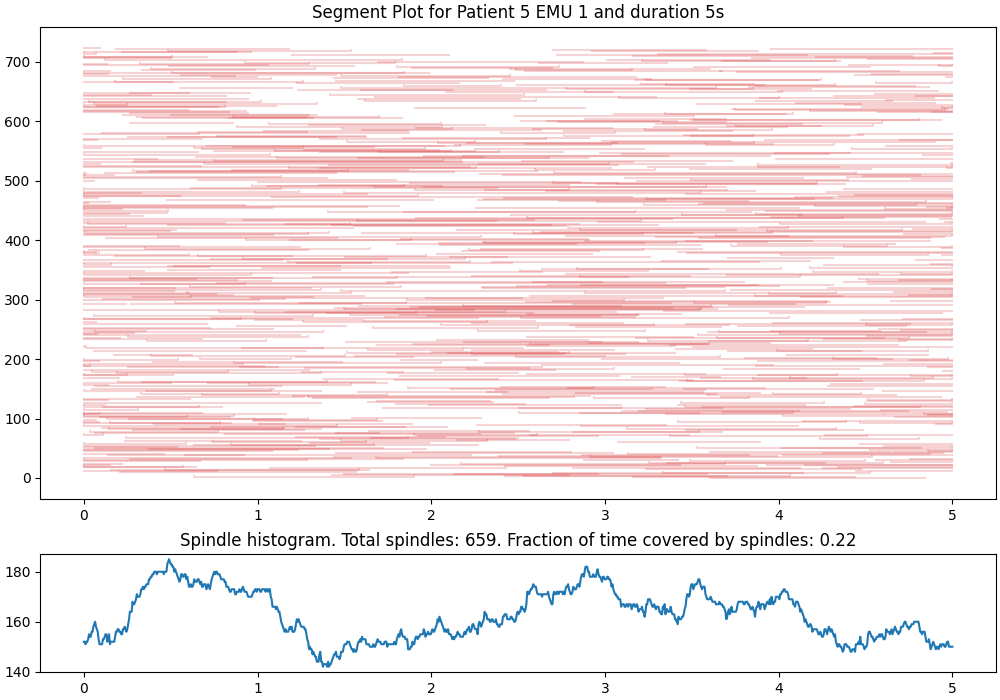 Segment Plot for Patient 5 EMU 1 and duration 5s
700
600
500
400
300
200
100
0
0 1 2 3 4 5
Spindle histogram. Total spindles: 659. Fraction of time covered by spindles: 0.22
180
160
140
0 1 2 3 4 5